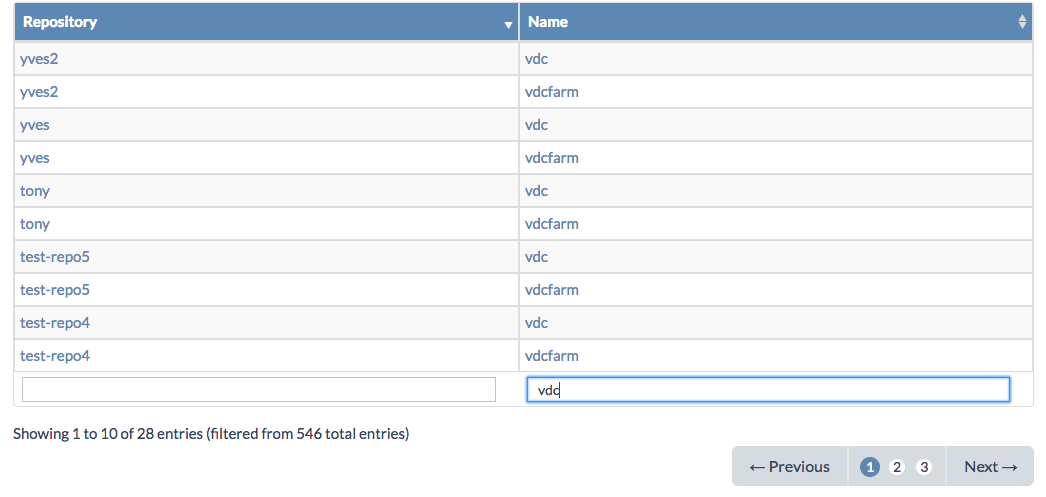 Repository Name
yves2 vdc
yves2 vdcfarm
yves vdc
yves vdcfarm
tony vdc
tony vdcfarm
test-repo5 vdc
test-repo5 vdcfarm
test-repo4 vdc
test-repo4 vdcfarm
vdc
Showing 1 to 10 of 28 entries (filtered from 546 total entries)
← Previous 1 2 3 Next →